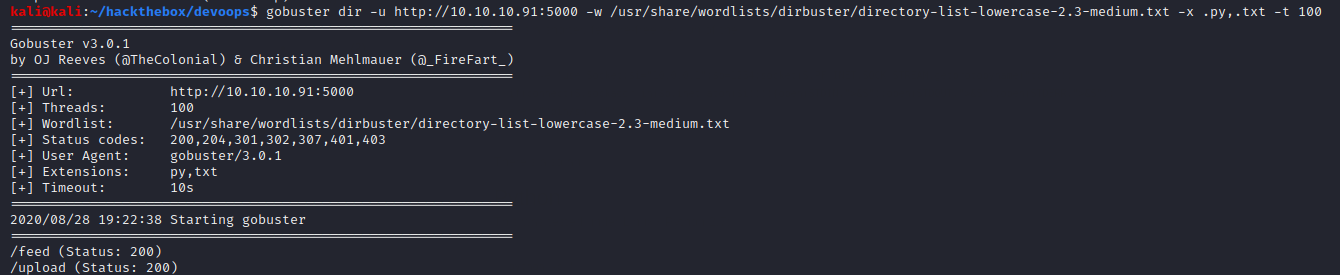 kali@kali:~/hackthebox/devoops$ gobuster dir -u http://10.10.10.91:5000 -w /usr/share/wordlists/dirbuster/directory-list-lowercase-2.3-medium.txt -x .py,.txt -t 100
===============================================================
Gobuster v3.0.1
by OJ Reeves (@TheColonial) & Christian Mehlmauer (@_FireFart_)
===============================================================
[+] Url:            http://10.10.10.91:5000
[+] Threads:        100
[+] Wordlist:       /usr/share/wordlists/dirbuster/directory-list-lowercase-2.3-medium.txt
[+] Status codes:   200,204,301,302,307,401,403
[+] User Agent:     gobuster/3.0.1
[+] Extensions:     py,txt
[+] Timeout:        10s
===============================================================
2020/08/28 19:22:38 Starting gobuster
===============================================================
/feed (Status: 200)
/upload (Status: 200)